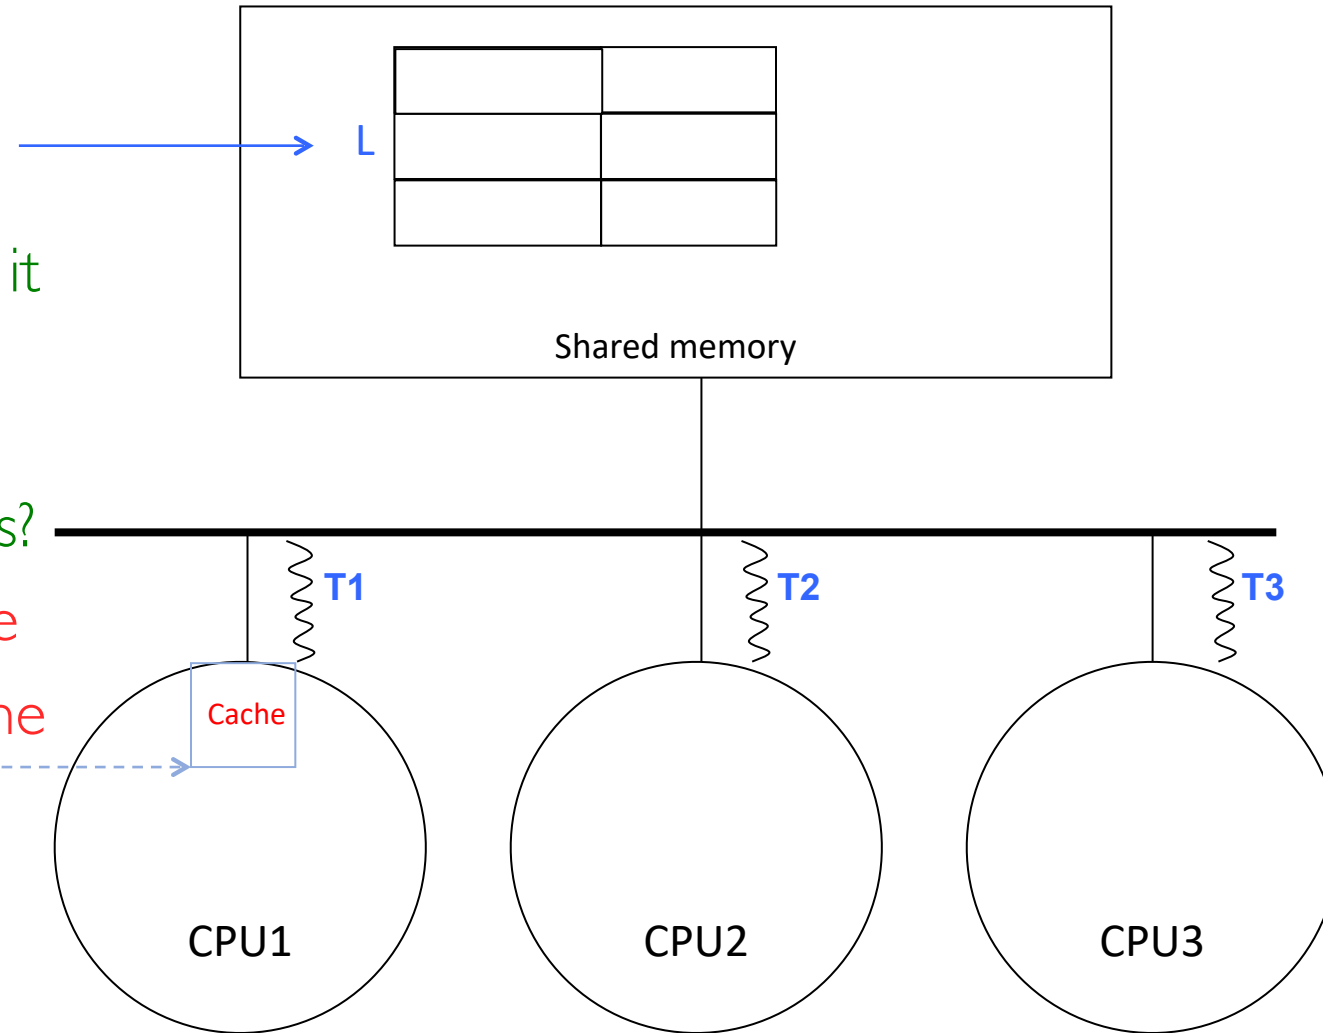 L
it
Shared memory
s?
T1
T2
T3
e
Cache
ne
CPU1
CPU2
CPU3